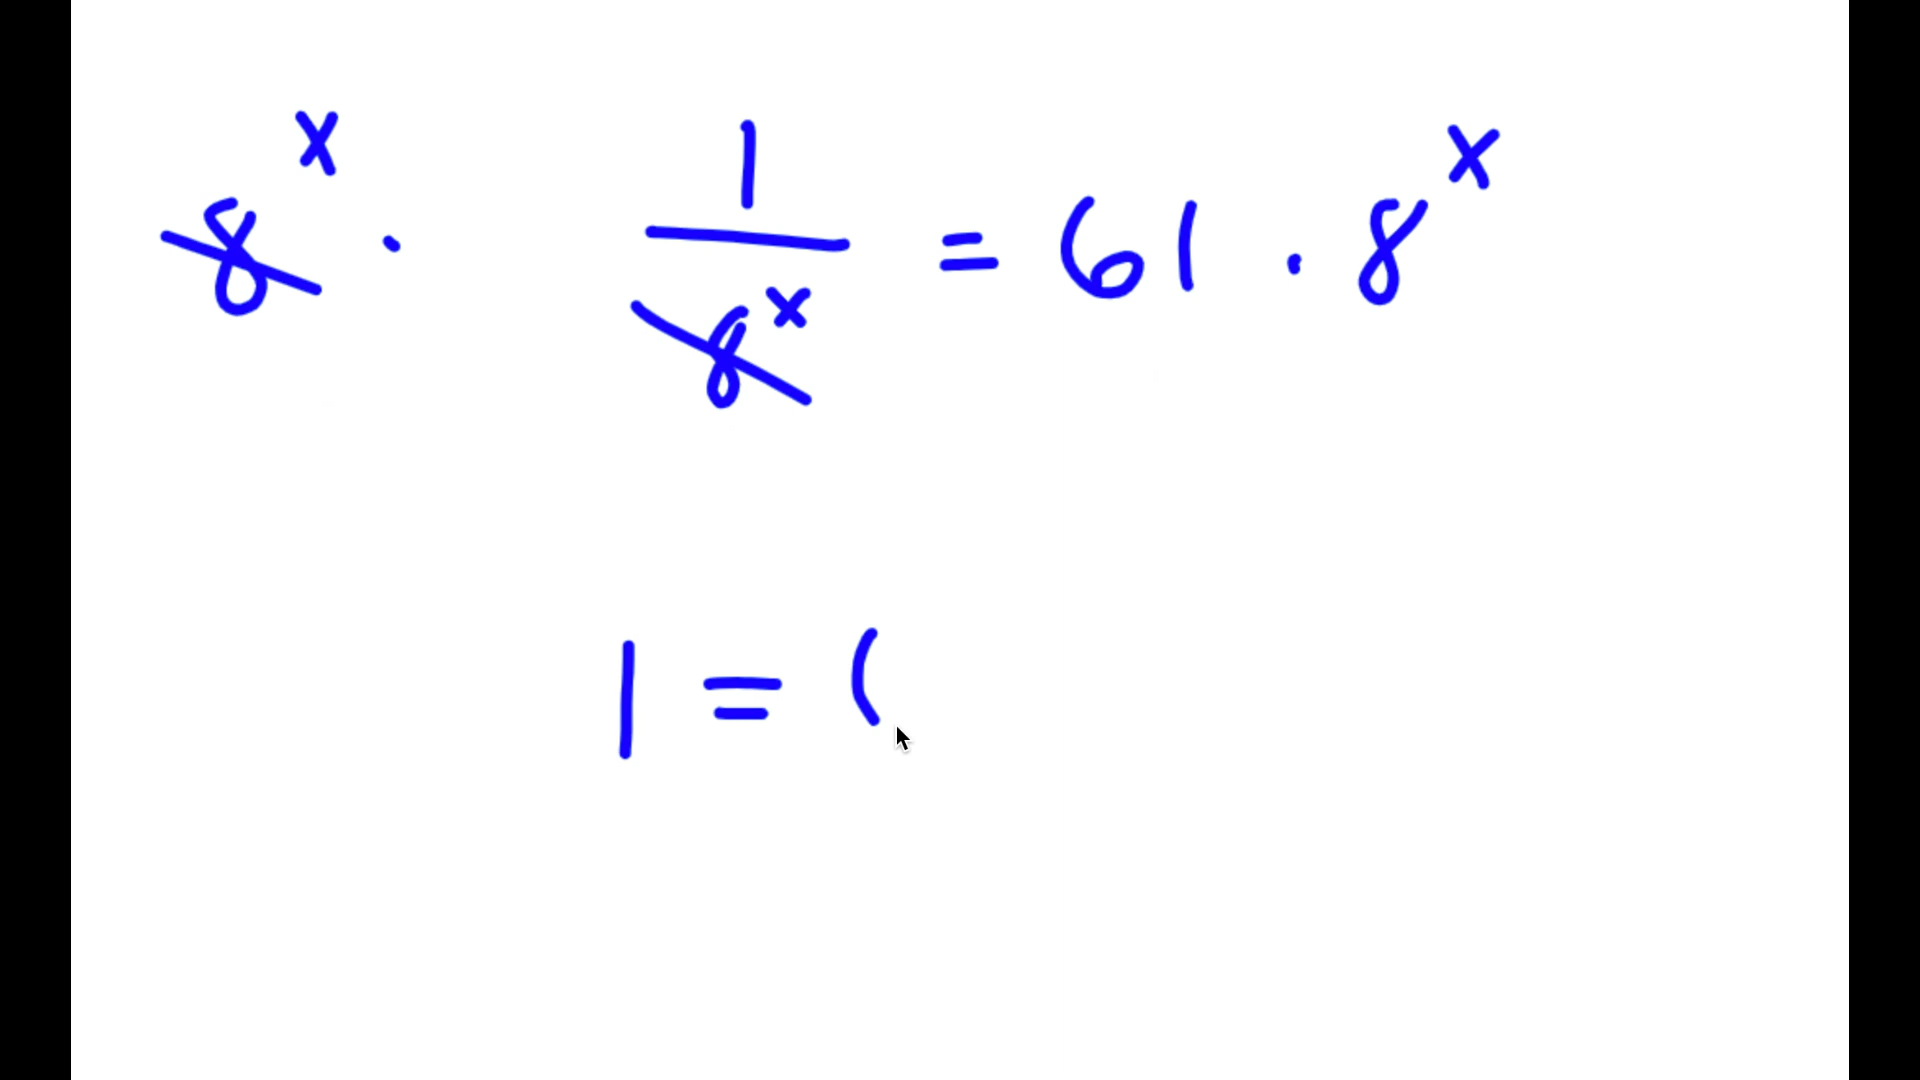 8^x · 1/8^x = 61 · 8^x
1 = (